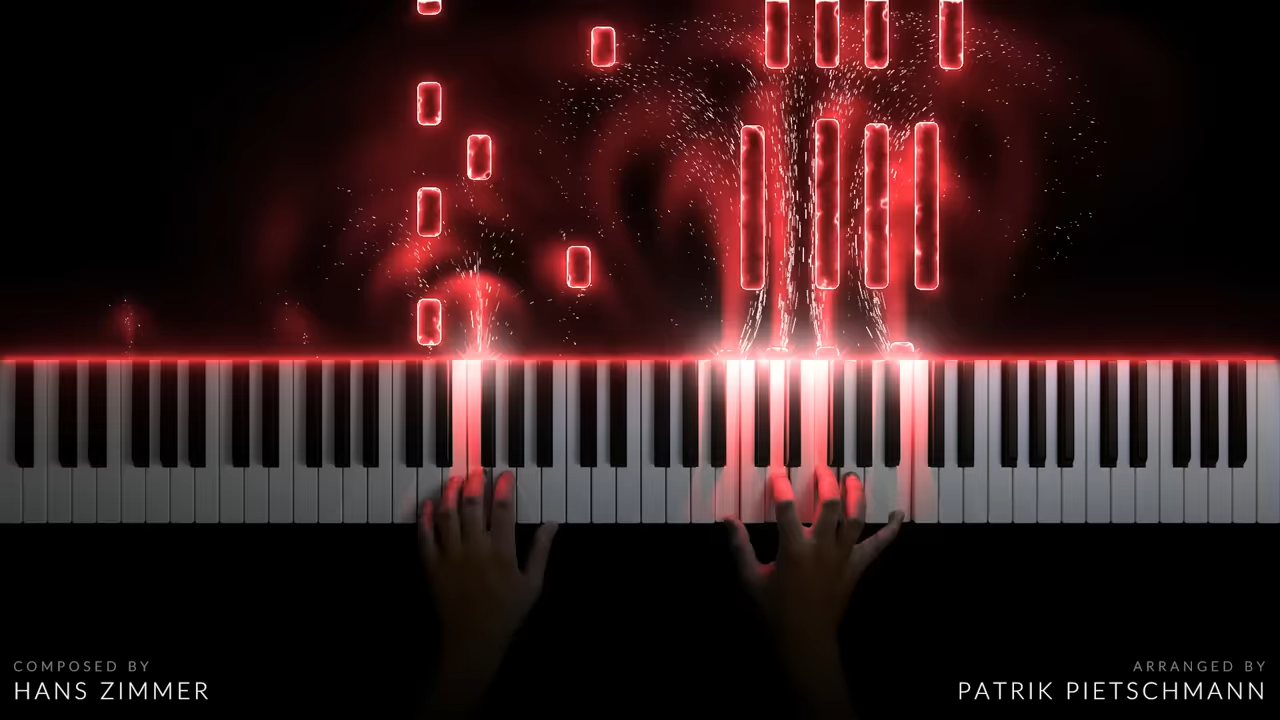 COMPOSED BY
HANS ZIMMER
ARRANGED BY
PATRIK PIETSCHMANN